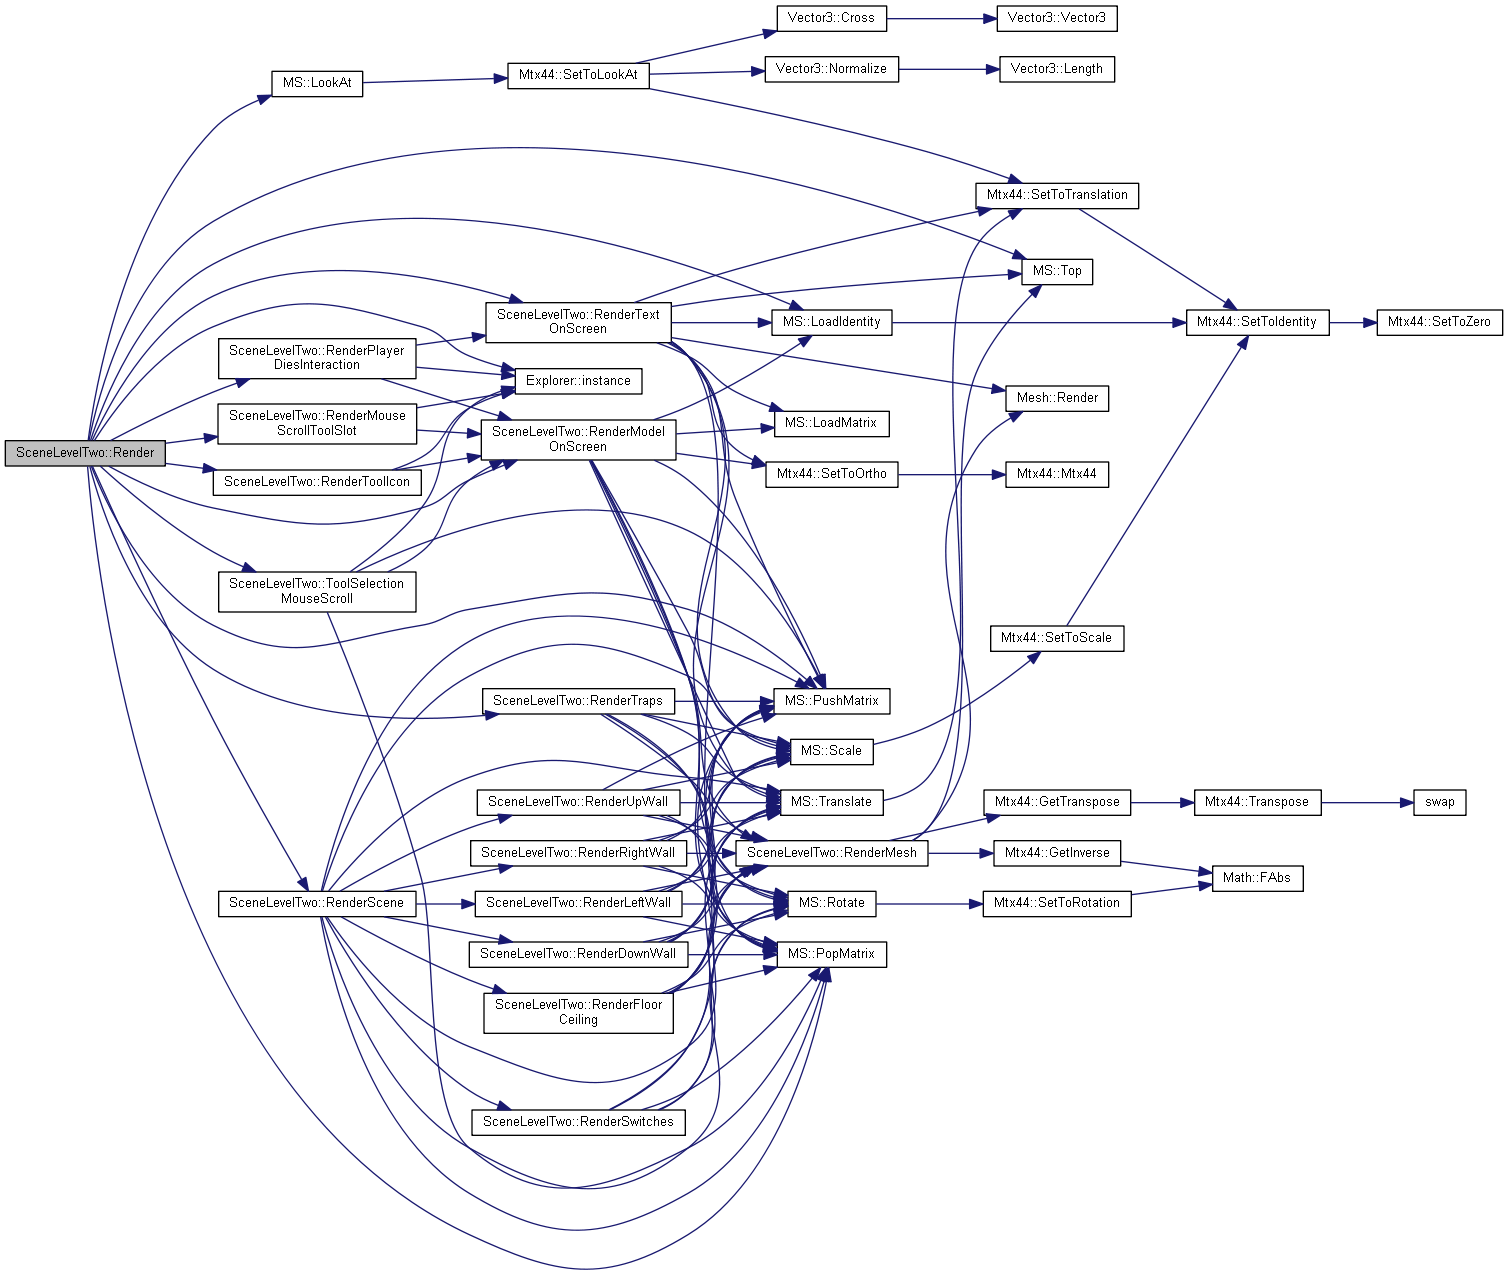 Vector3::Cross
Vector3::Vector3
MS::LookAt
Mtx44::SetToLookAt
Vector3::Normalize
Vector3::Length
Mtx44::SetToTranslation
MS::Top
SceneLevelTwo::RenderText
OnScreen
MS::LoadIdentity
Mtx44::SetToIdentity
Mtx44::SetToZero
SceneLevelTwo::RenderPlayer
DiesInteraction
Explorer::instance
Mesh::Render
SceneLevelTwo::RenderMouse
ScrollToolSlot
MS::LoadMatrix
SceneLevelTwo::RenderModel
OnScreen
SceneLevelTwo::Render
SceneLevelTwo::RenderToolIcon
Mtx44::SetToOrtho
Mtx44::Mtx44
SceneLevelTwo::ToolSelection
MouseScroll
Mtx44::SetToScale
SceneLevelTwo::RenderTraps
MS::PushMatrix
MS::Scale
SceneLevelTwo::RenderUpWall
MS::Translate
Mtx44::GetTranspose
Mtx44::Transpose
swap
SceneLevelTwo::RenderRightWall
SceneLevelTwo::RenderMesh
Mtx44::GetInverse
Math::FAbs
SceneLevelTwo::RenderScene
SceneLevelTwo::RenderLeftWall
MS::Rotate
Mtx44::SetToRotation
SceneLevelTwo::RenderDownWall
MS::PopMatrix
SceneLevelTwo::RenderFloor
Ceiling
SceneLevelTwo::RenderSwitches